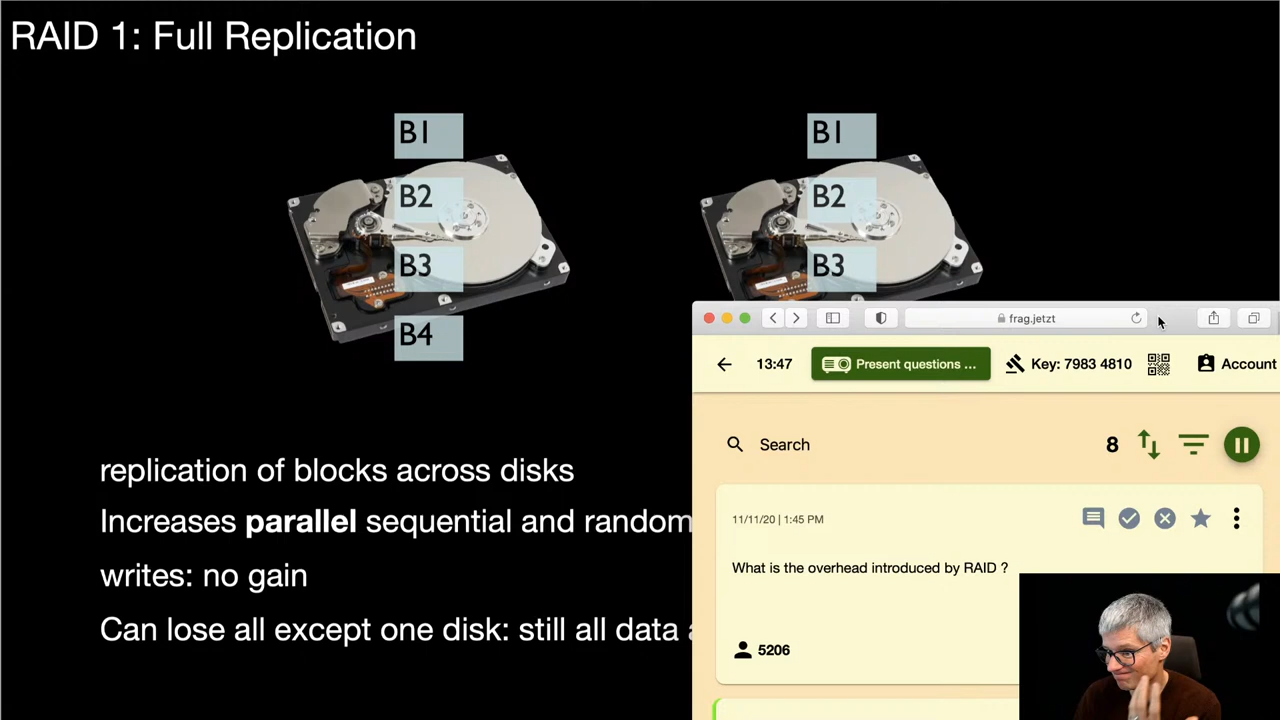 RAID 1: Full Replication
B1
B1
B2
B2
B3
B3
B4
frag.jetzt
13:47
Present questions ...
Key: 7983 4810
Account
Search
8
11/11/20 | 1:45 PM
What is the overhead introduced by RAID ?
5206
replication of blocks across disks
Increases parallel sequential and random
writes: no gain
Can lose all except one disk: still all data